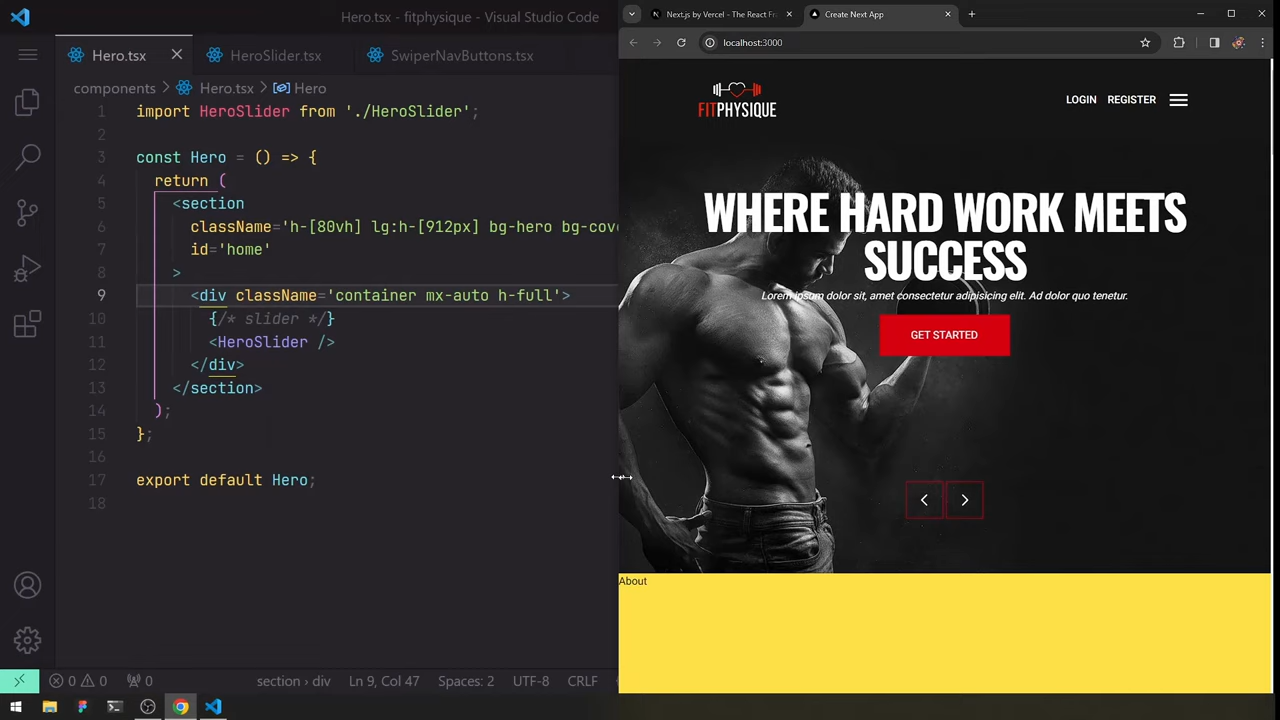 Hero.tsx - fitphysique - Visual Studio Code
Hero.tsx
HeroSlider.tsx
SwiperNavButtons.tsx
components > Hero.tsx > Hero
1 import HeroSlider from './HeroSlider';
2
3 const Hero = () => {
4 return (
5 <section
6 className='h-[80vh] lg:h-[912px] bg-hero bg-cov
7 id='home'
8 >
9 <div className='container mx-auto h-full'>
10 {/* slider */}
11 <HeroSlider />
12 </div>
13 </section>
14 );
15 };
16
17 export default Hero;
18
0 0 0
section > div
Ln 9, Col 47
Spaces: 2
UTF-8
CRLF
Next.js by Vercel - The React Fr
Create Next App
localhost:3000
FITPHYSIQUE
LOGIN
REGISTER
WHERE HARD WORK MEETS
SUCCESS
Lorem ipsum dolor sit, amet consectetur adipisicing elit. Ad dolor quo tenetur.
GET STARTED
About